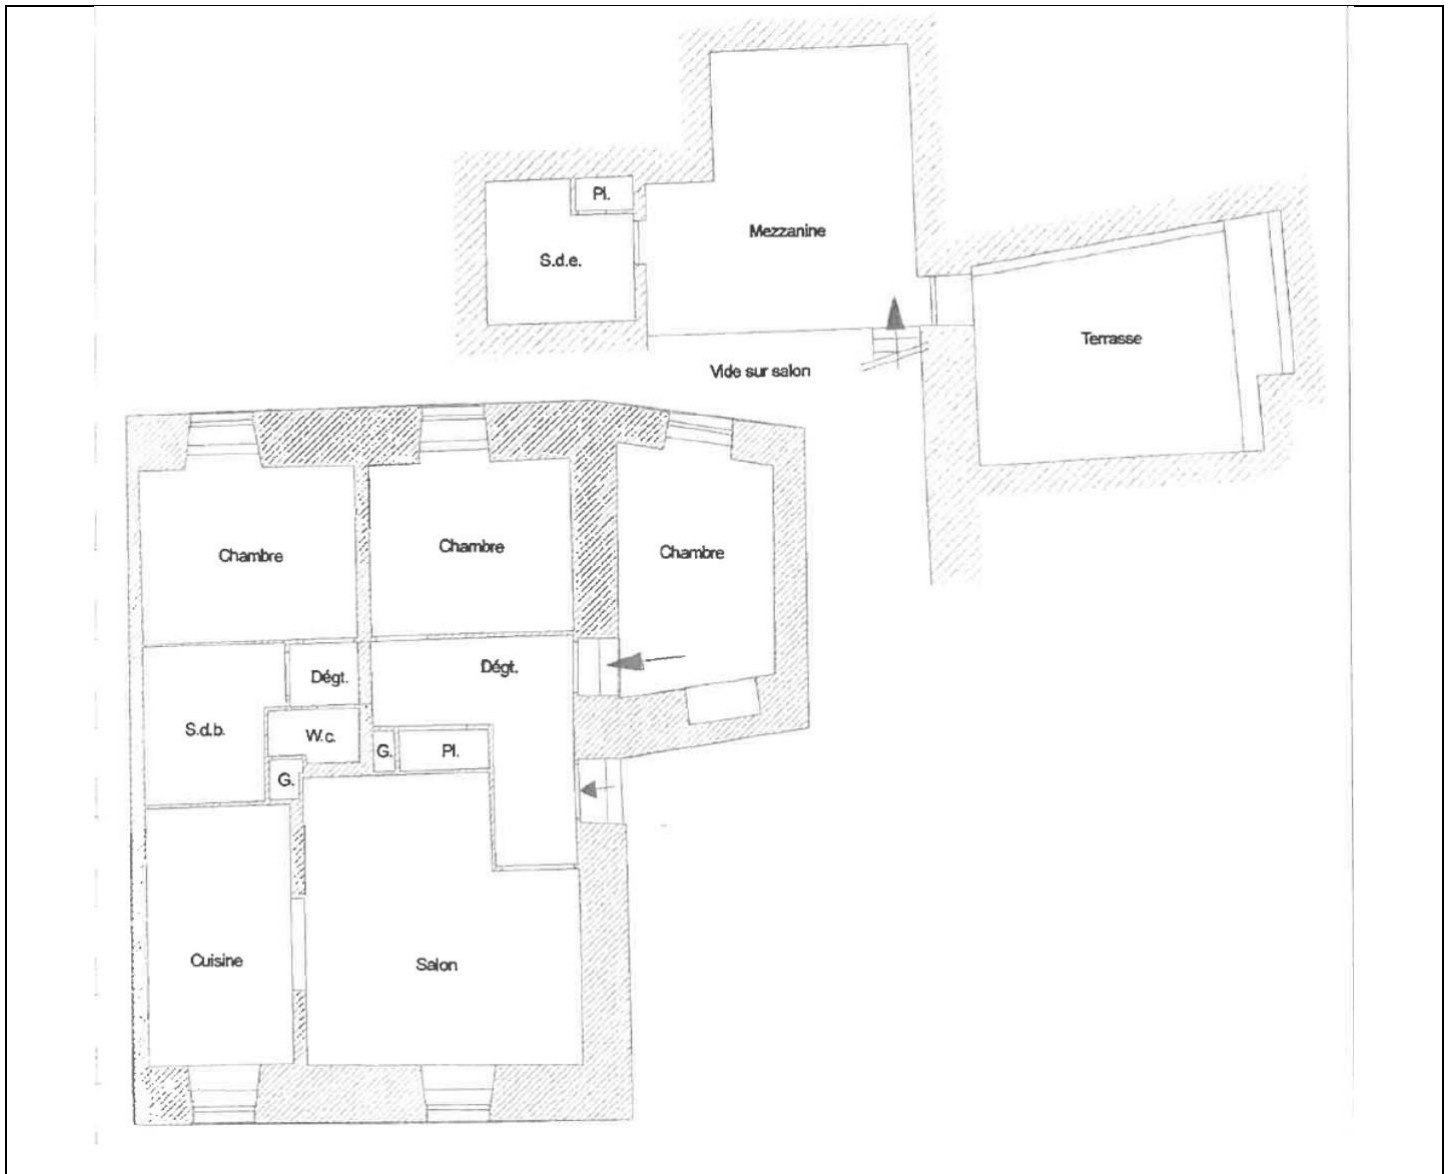 Pl.
Mezzanine
S.d.e.
Terrasse
Vide sur salon
Chambre
Chambre
Chambre
Dégt.
Dégt.
S.d.b.
W.c.
G.
Pl.
G.
Cuisine
Salon